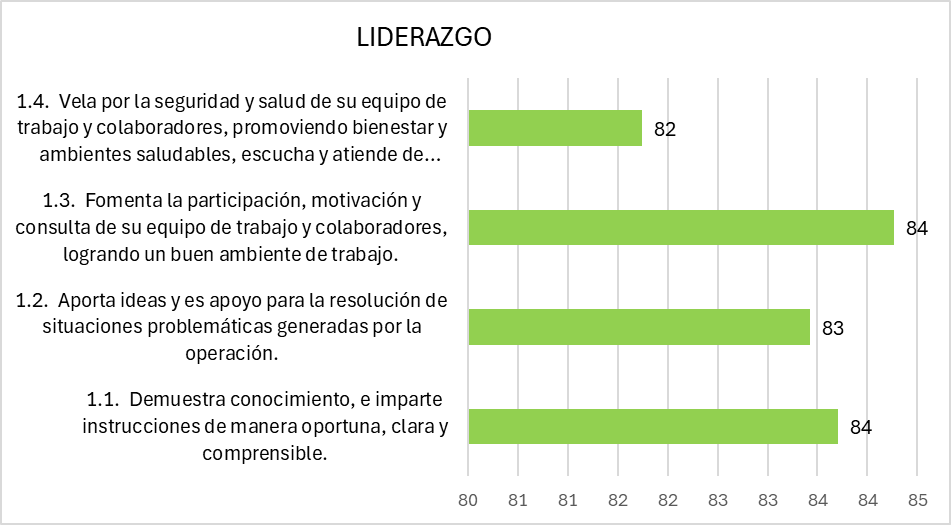 LIDERAZGO
1.4.  Vela por la seguridad y salud de su equipo de
trabajo y colaboradores, promoviendo bienestar y
ambientes saludables, escucha y atiende de...
82
1.3.  Fomenta la participación, motivación y
consulta de su equipo de trabajo y colaboradores,
logrando un buen ambiente de trabajo.
84
1.2.  Aporta ideas y es apoyo para la resolución de
situaciones problemáticas generadas por la
operación.
83
1.1.  Demuestra conocimiento, e imparte
instrucciones de manera oportuna, clara y
comprensible.
84
80 81 81 82 82 83 83 84 84 85